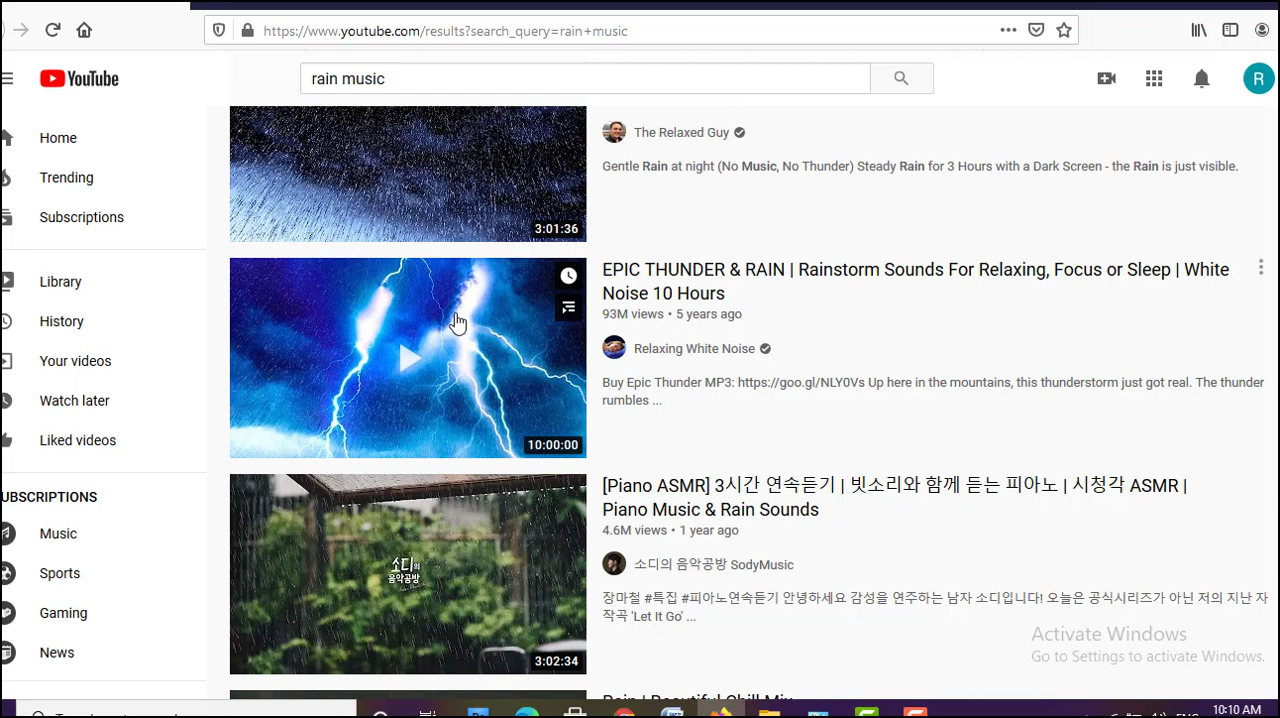 https://www.youtube.com/results?search_query=rain+music
YouTube
rain music
R
Home
Trending
Subscriptions
Library
History
Your videos
Watch later
Liked videos
UBSCRIPTIONS
Music
Sports
Gaming
News
The Relaxed Guy
Gentle Rain at night (No Music, No Thunder) Steady Rain for 3 Hours with a Dark Screen - the Rain is just visible.
3:01:36
EPIC THUNDER & RAIN | Rainstorm Sounds For Relaxing, Focus or Sleep | White
Noise 10 Hours
93M views • 5 years ago
Relaxing White Noise
Buy Epic Thunder MP3: https://goo.gl/NLY0Vs Up here in the mountains, this thunderstorm just got real. The thunder
rumbles ...
10:00:00
[Piano ASMR] 3시간 연속듣기 | 빗소리와 함께 듣는 피아노 | 시청각 ASMR |
Piano Music & Rain Sounds
4.6M views • 1 year ago
소디의 음악공방 SodyMusic
장마철 #특집 #피아노연속듣기 안녕하세요 감성을 연주하는 남자 소디입니다! 오늘은 공식시리즈가 아닌 저의 지난 자
작곡 'Let It Go' ...
소디의
음악공방
3:02:34
Rain | Beautiful Chill Mix
Activate Windows
Go to Settings to activate Windows.
ENG
10:10 AM